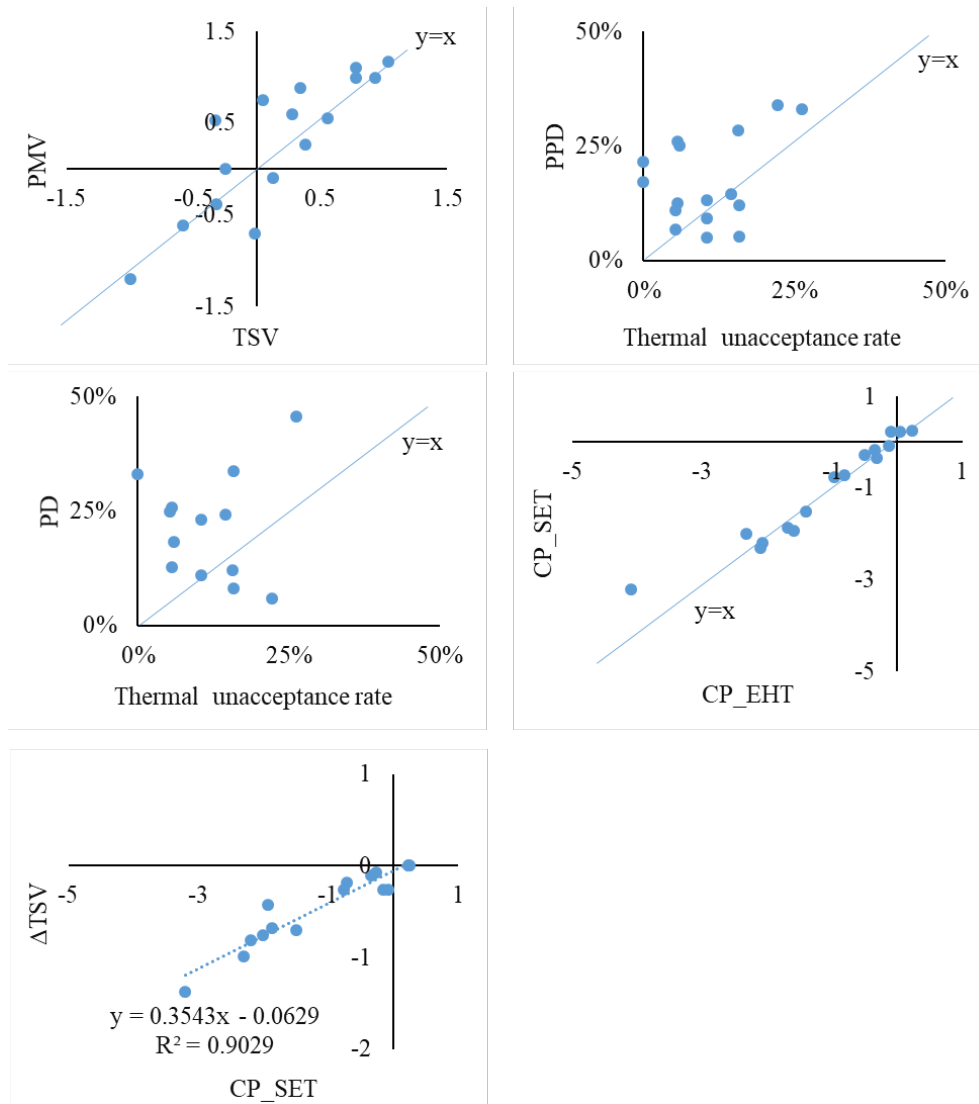 1.5
y=x
PMV
0.5
-1.5
-0.5
0.5
1.5
-0.5
-1.5
TSV
50%
y=x
PPD
25%
0%
0%
25%
50%
Thermal unacceptance rate
50%
y=x
PD
25%
0%
0%
25%
50%
Thermal unacceptance rate
1
-5
-3
-1
1
-1
CP_SET
-3
y=x
-5
CP_EHT
1
0
-5
-3
-1
1
ΔTSV
-1
y = 0.3543x - 0.0629
R² = 0.9029
-2
CP_SET